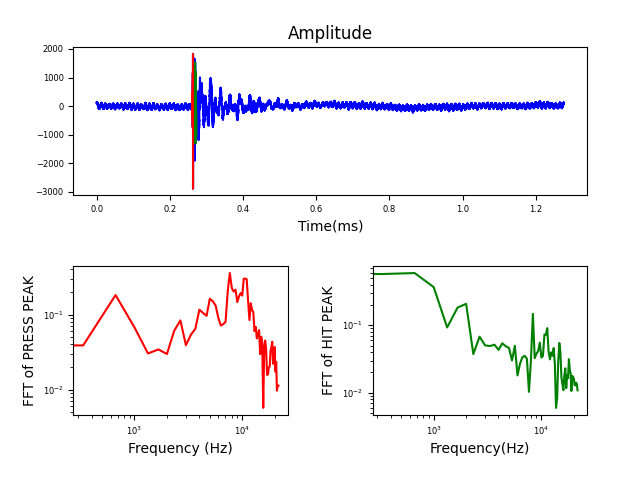 Amplitude
2000
1000
0
−1000
−2000
−3000
0.0 0.2 0.4 0.6 0.8 1.0 1.2
Time(ms)
FFT of PRESS PEAK
10⁻¹
10⁻²
10³ 10⁴
Frequency (Hz)
FFT of HIT PEAK
10⁻¹
10⁻²
10³ 10⁴
Frequency(Hz)